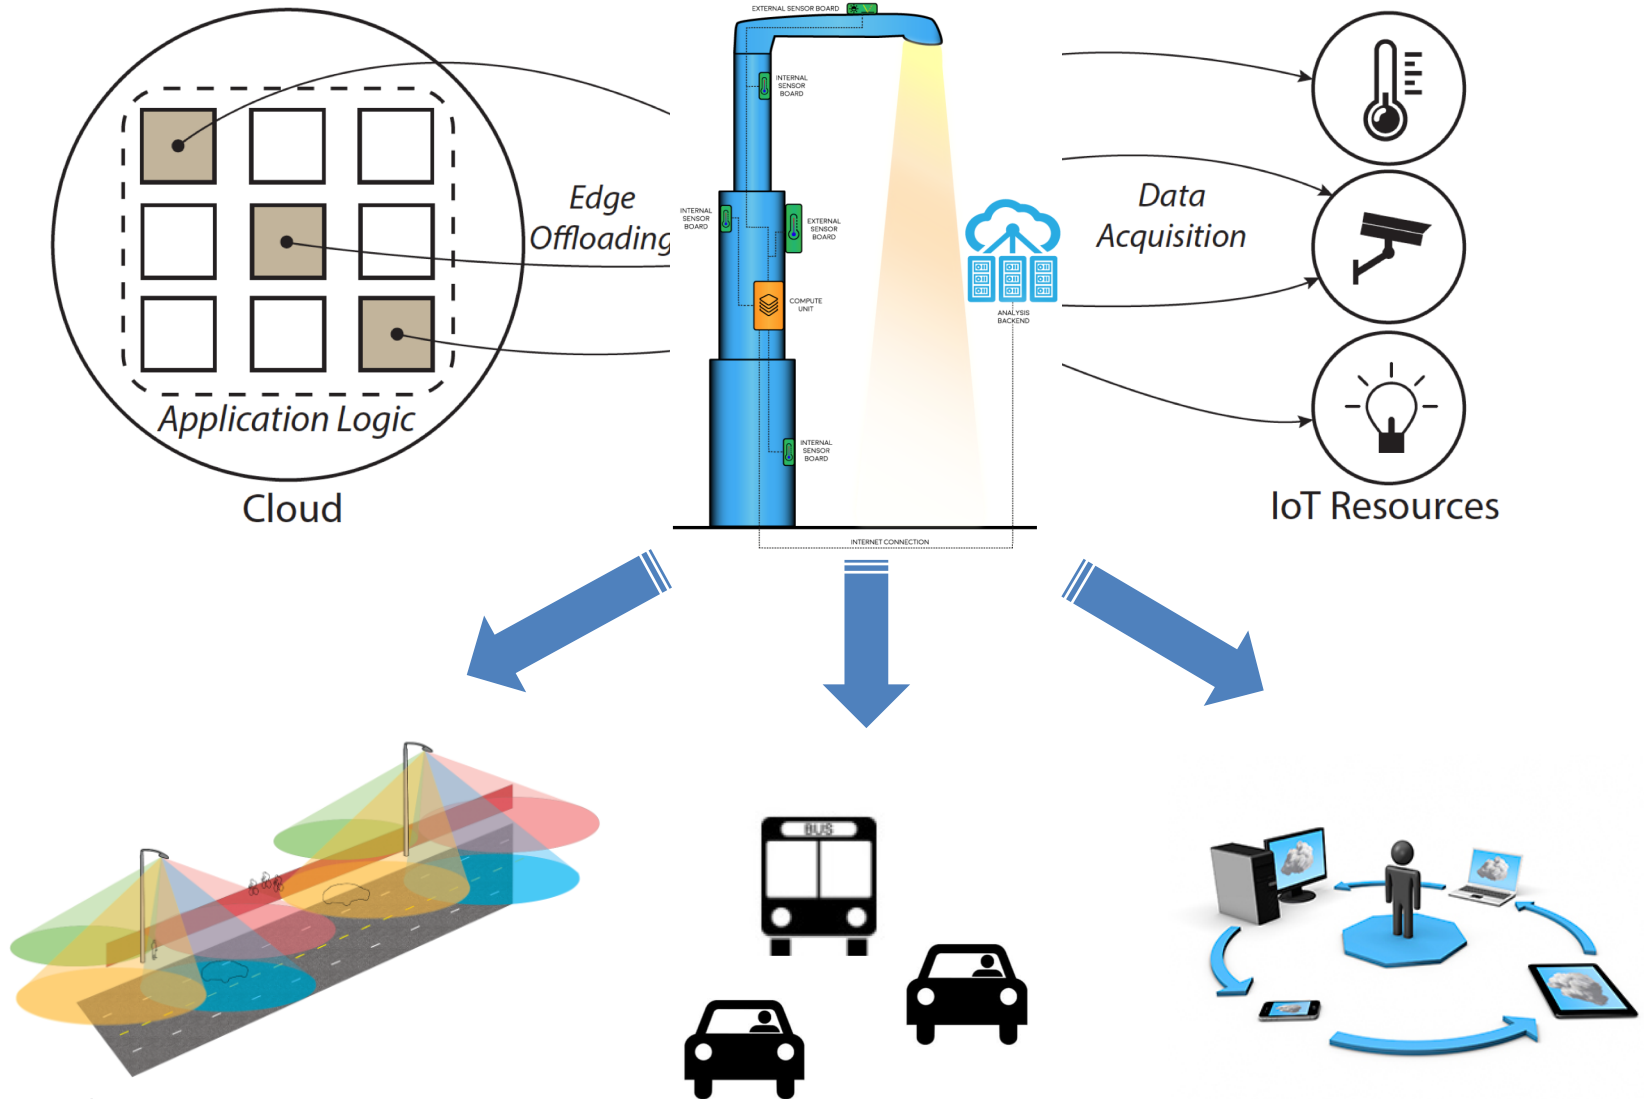 EXTERNAL SENSOR BOARD
INTERNAL
SENSOR
BOARD
INTERNAL
SENSOR
BOARD
EXTERNAL
SENSOR
BOARD
COMPUTE
UNIT
INTERNAL
SENSOR
BOARD
ANALYSIS
BACKEND
INTERNET CONNECTION
Edge
Offloading
Application Logic
Cloud
Data
Acquisition
IoT Resources
BUS